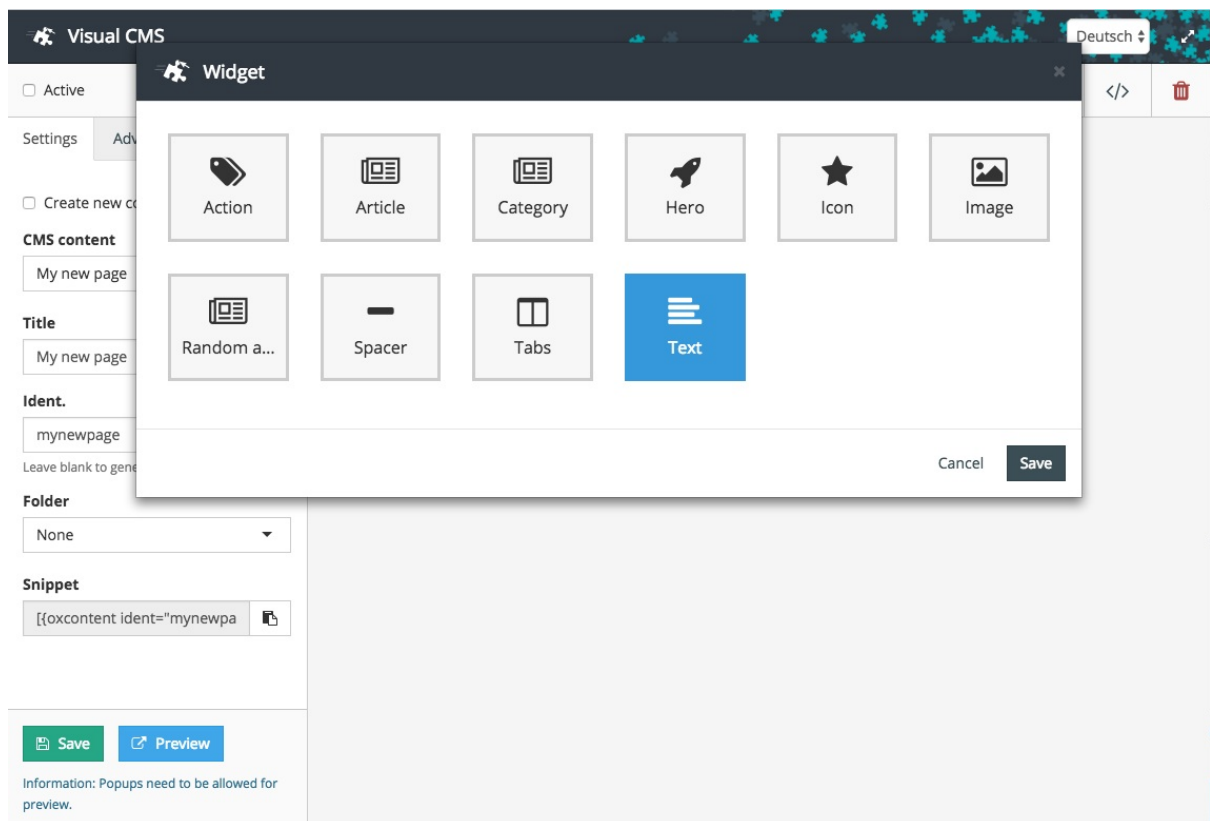 Visual CMS
Deutsch
Widget
Active
</>
Settings
Adv
Action
Article
Category
Hero
Icon
Image
Create new co
CMS content
My new page
Random a...
Spacer
Tabs
Text
Title
My new page
Ident.
mynewpage
Leave blank to gene
Cancel
Save
Folder
None
Snippet
[{oxcontent ident="mynewpa
Save
Preview
Information: Popups need to be allowed for
preview.